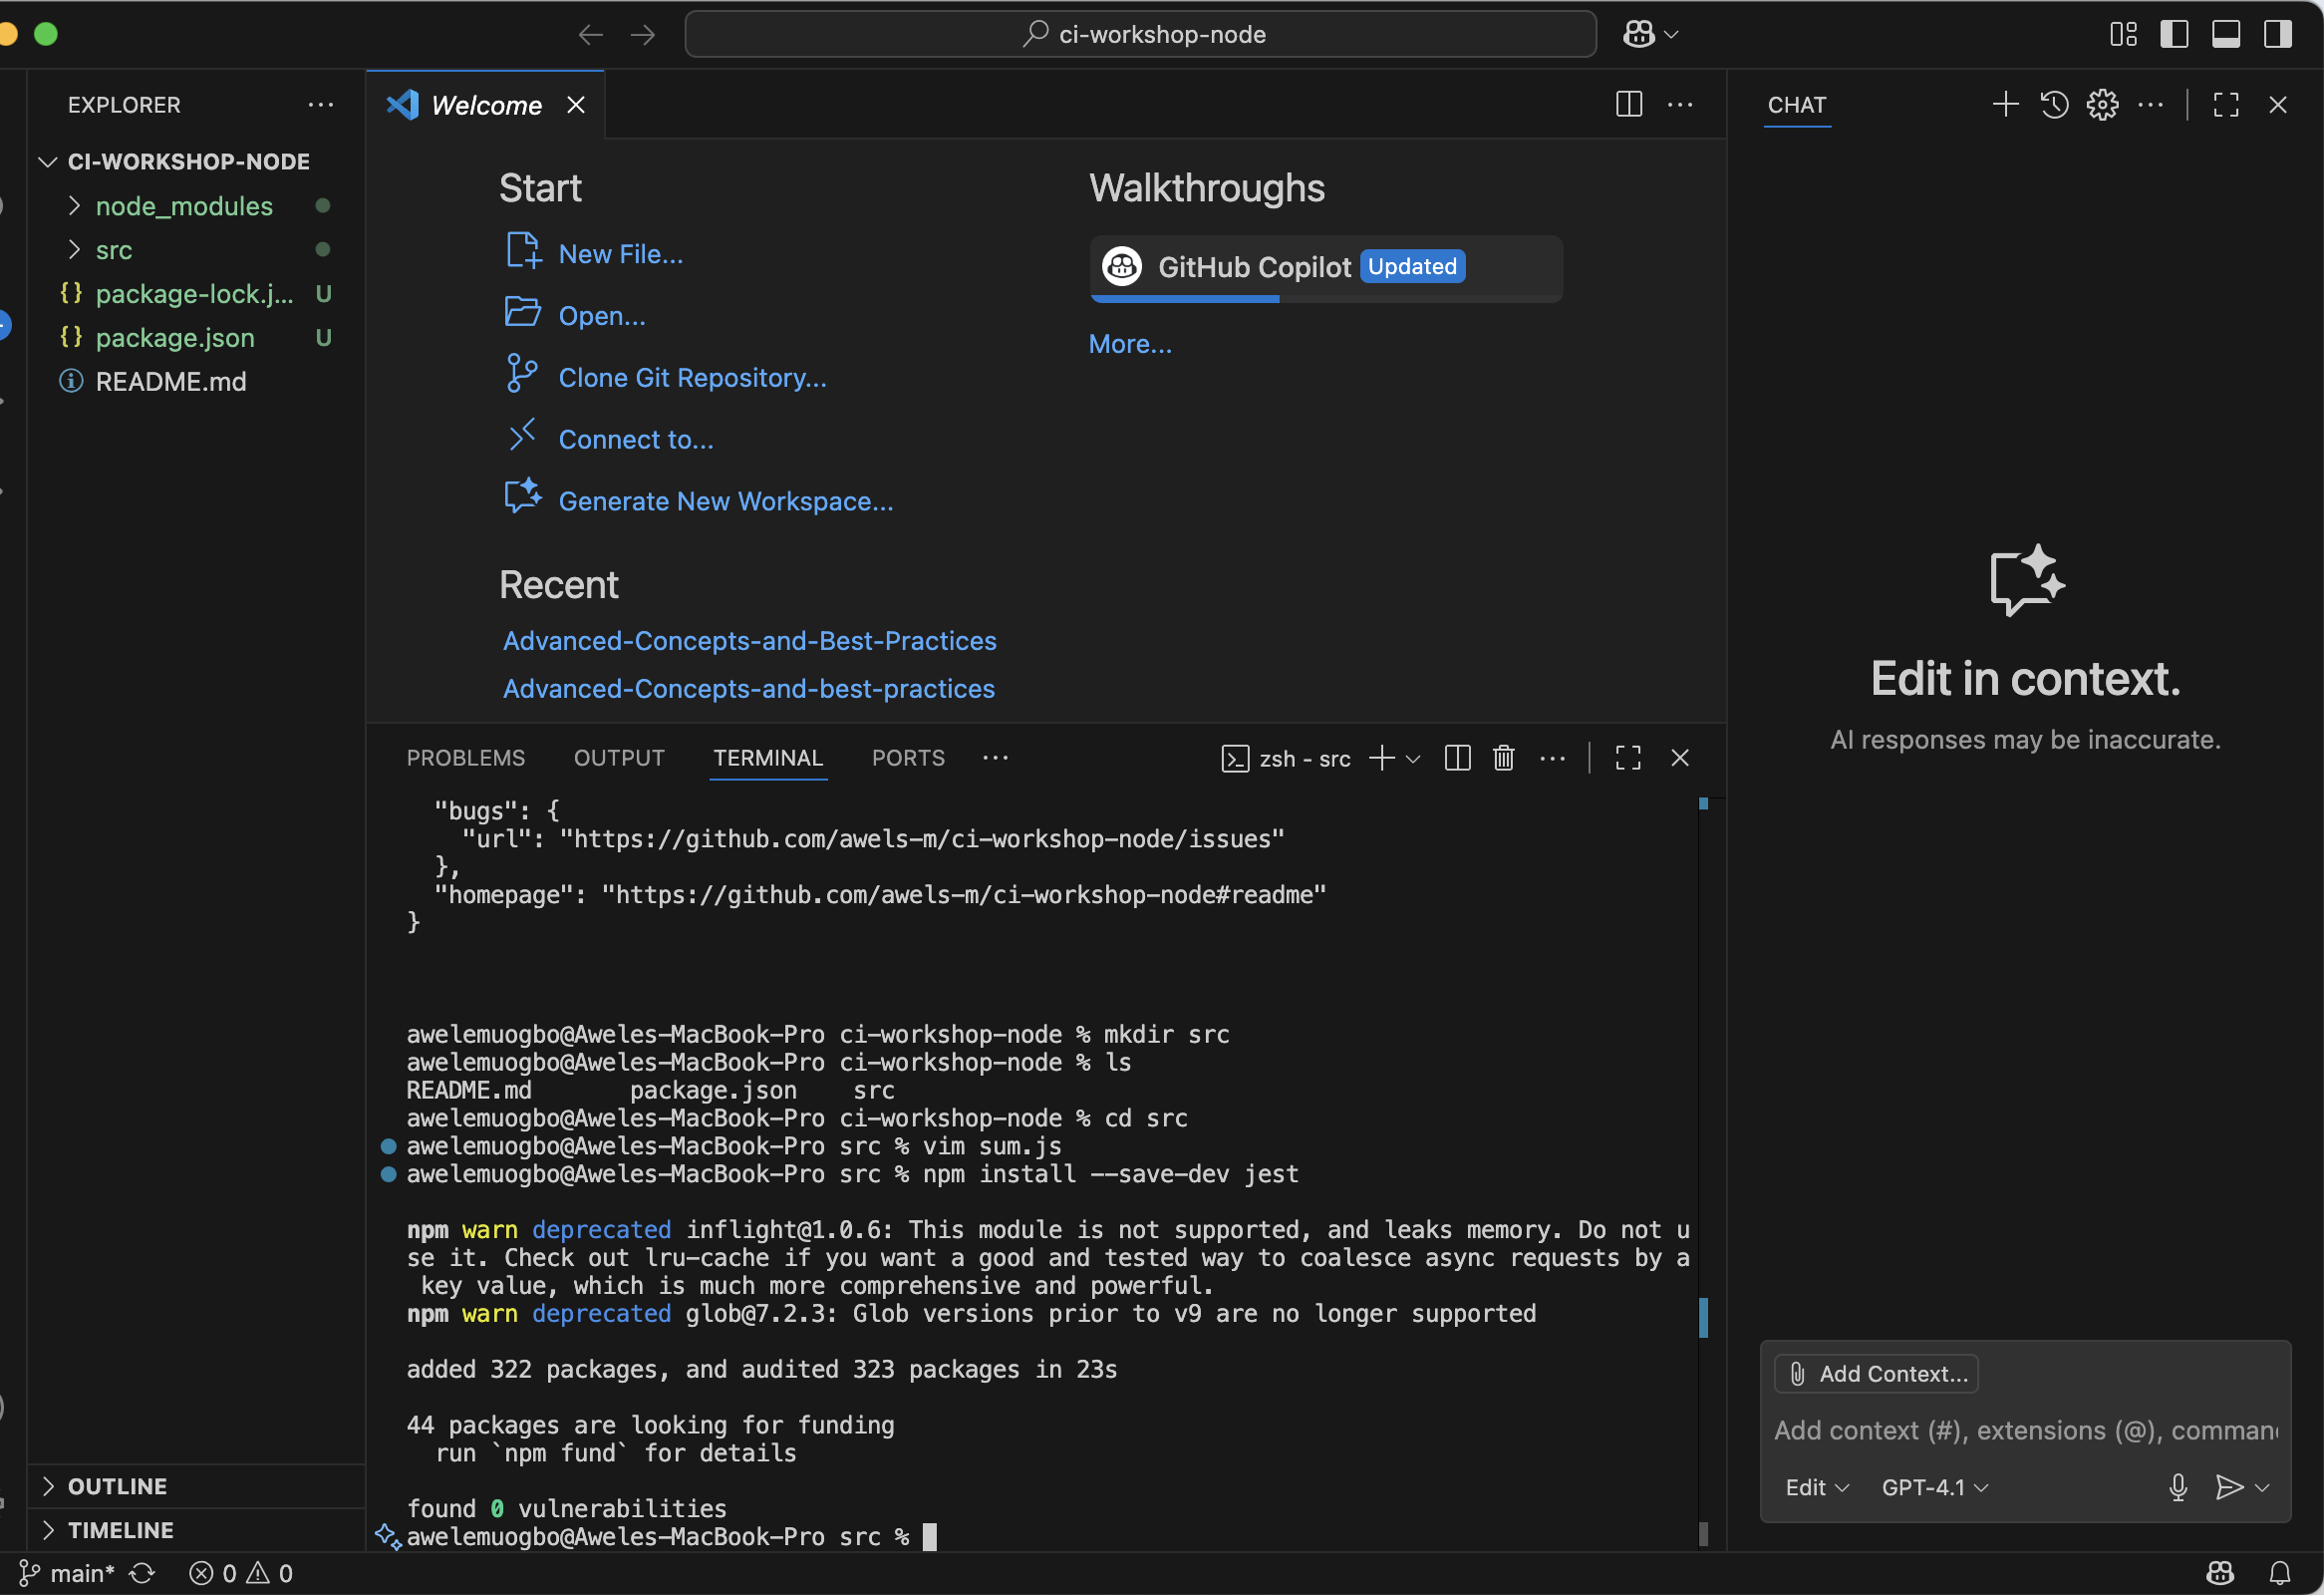 ci-workshop-node
EXPLORER
CI-WORKSHOP-NODE
node_modules
src
{} package-lock.j... U
{} package.json U
README.md
OUTLINE
TIMELINE
Welcome
Start
New File...
Open...
Clone Git Repository...
Connect to...
Generate New Workspace...
Recent
Advanced-Concepts-and-Best-Practices
Advanced-Concepts-and-best-practices
Walkthroughs
GitHub Copilot Updated
More...
PROBLEMS OUTPUT TERMINAL PORTS
zsh - src
"bugs": {
"url": "https://github.com/awels-m/ci-workshop-node/issues"
},
"homepage": "https://github.com/awels-m/ci-workshop-node#readme"
}
awelemuogbo@Aweles-MacBook-Pro ci-workshop-node % mkdir src
awelemuogbo@Aweles-MacBook-Pro ci-workshop-node % ls
README.md package.json src
awelemuogbo@Aweles-MacBook-Pro ci-workshop-node % cd src
awelemuogbo@Aweles-MacBook-Pro src % vim sum.js
awelemuogbo@Aweles-MacBook-Pro src % npm install --save-dev jest
npm warn deprecated inflight@1.0.6: This module is not supported, and leaks memory. Do not u
se it. Check out lru-cache if you want a good and tested way to coalesce async requests by a
key value, which is much more comprehensive and powerful.
npm warn deprecated glob@7.2.3: Glob versions prior to v9 are no longer supported
added 322 packages, and audited 323 packages in 23s
44 packages are looking for funding
run `npm fund` for details
found 0 vulnerabilities
awelemuogbo@Aweles-MacBook-Pro src %
CHAT
Edit in context.
AI responses may be inaccurate.
Add Context...
Add context (#), extensions (@), comman
Edit GPT-4.1
main* 0 0